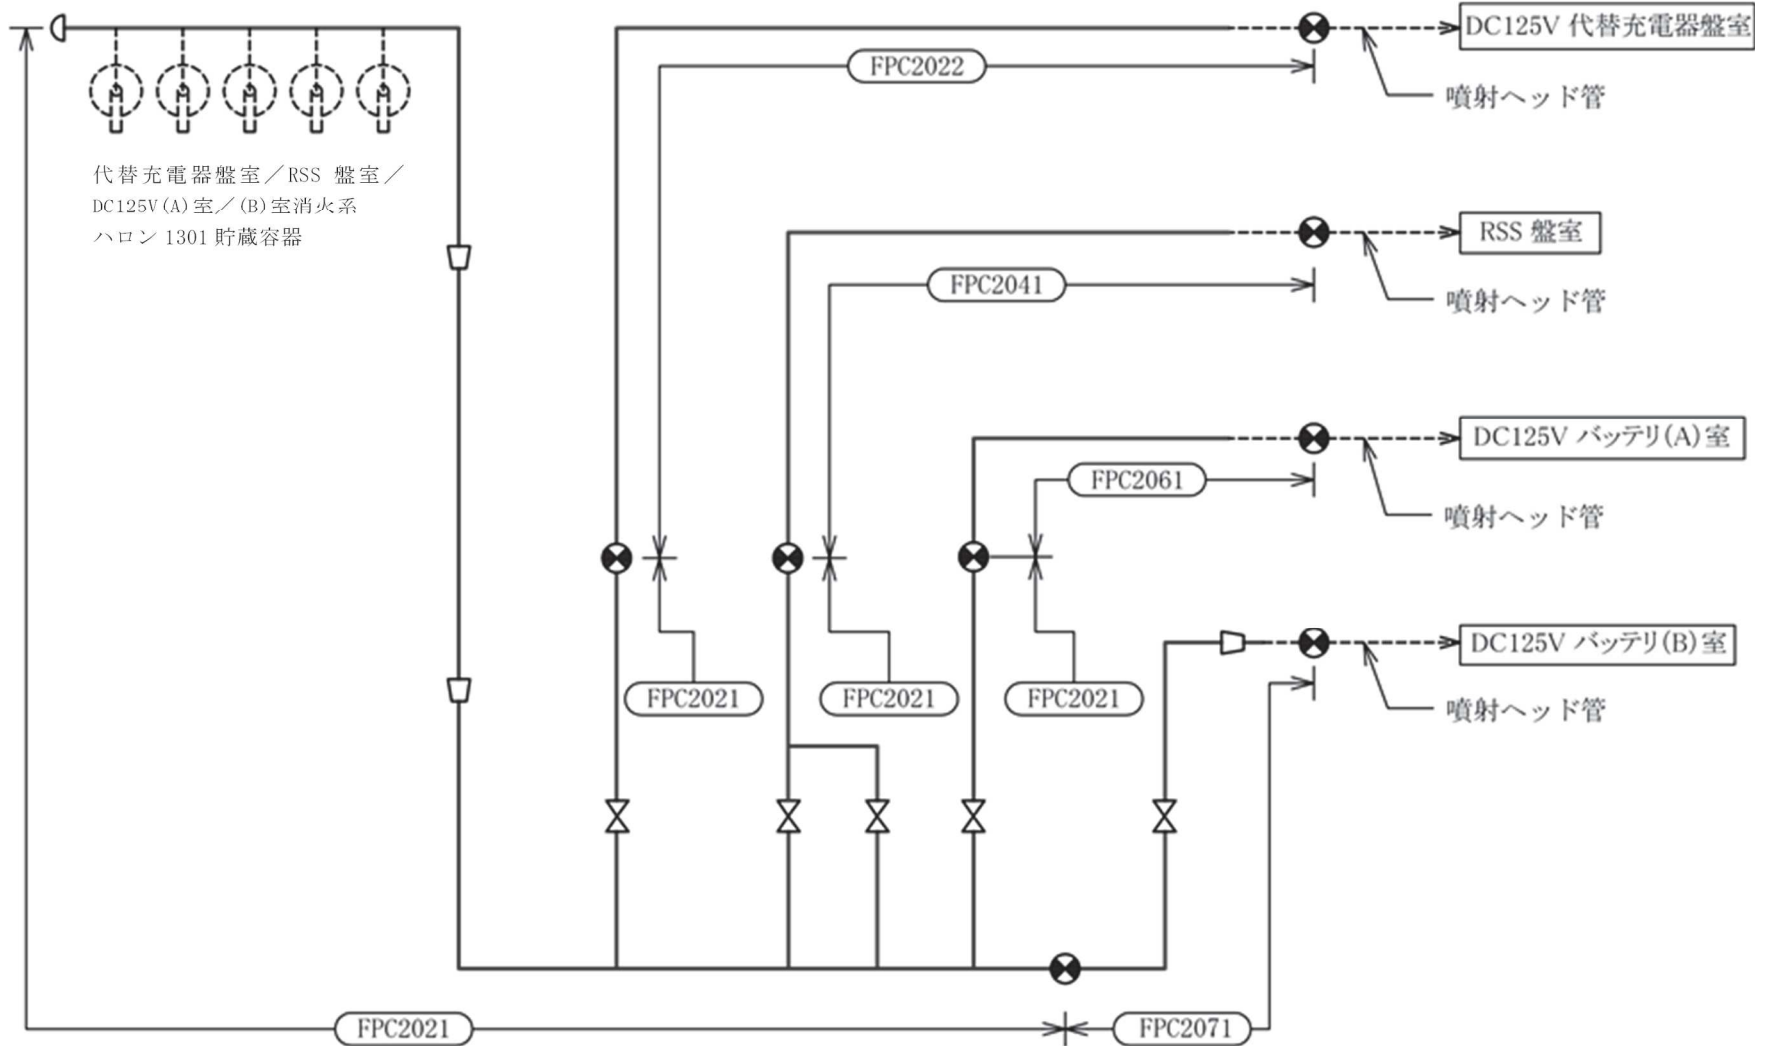 DC125V 代替充電器盤室
FPC2022
噴射ヘッド管
代替充電器盤室／RSS 盤室／
DC125V(A)室／(B)室消火系
ハロン 1301 貯蔵容器
RSS 盤室
FPC2041
噴射ヘッド管
DC125V バッテリ(A)室
FPC2061
噴射ヘッド管
DC125V バッテリ(B)室
FPC2021
FPC2021
FPC2021
噴射ヘッド管
FPC2021
FPC2071